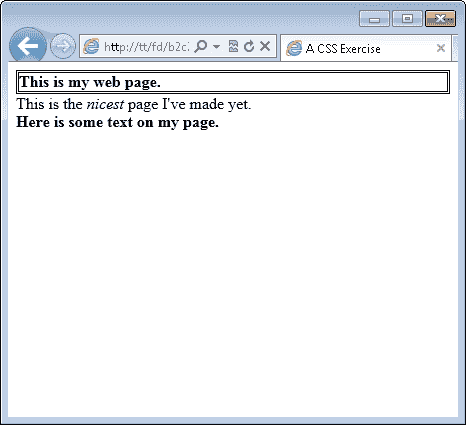 http://tt/fd/b2c
A CSS Exercise
This is my web page.
This is the nicest page I've made yet.
Here is some text on my page.